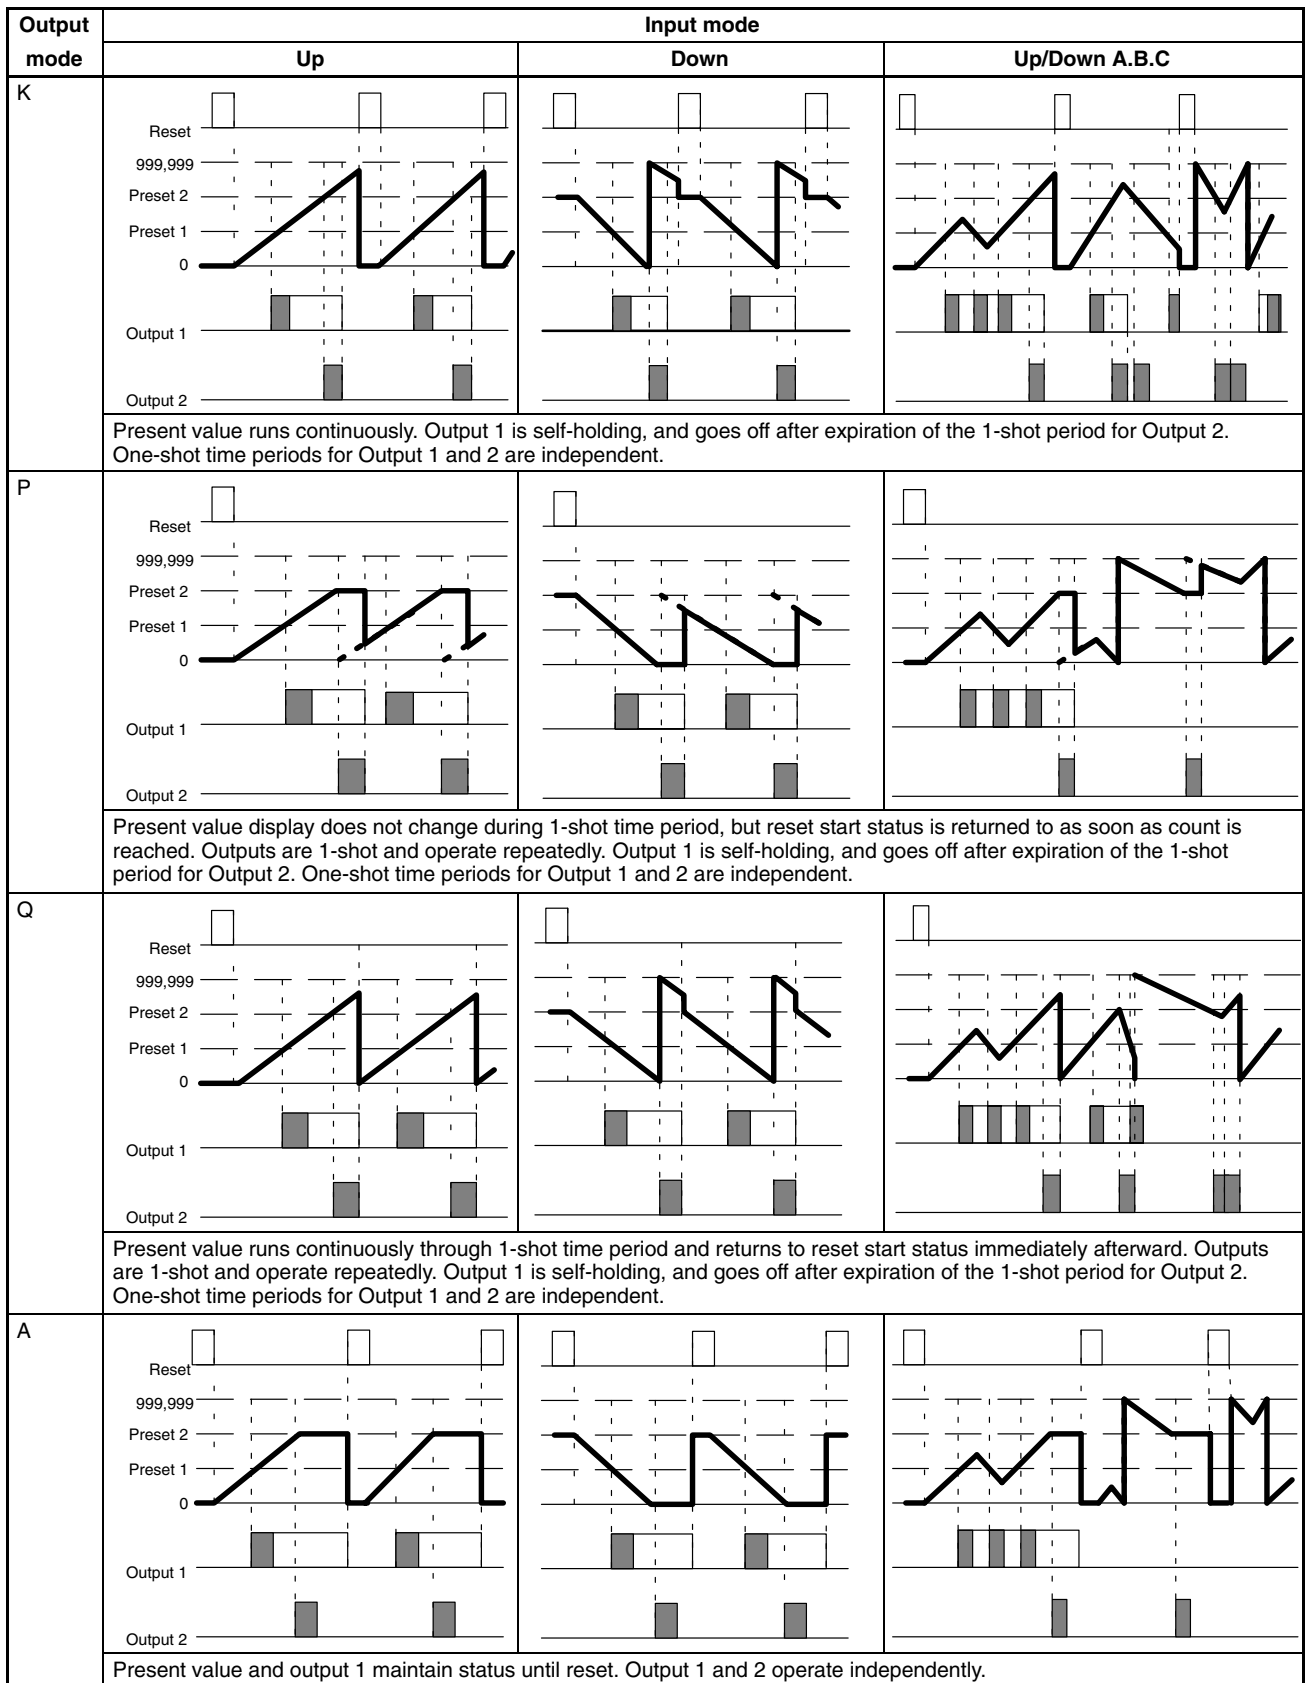 Output mode
Input mode
Up
Down
Up/Down A.B.C
K
Reset
999,999
Preset 2
Preset 1
0
Output 1
Output 2
Present value runs continuously. Output 1 is self-holding, and goes off after expiration of the 1-shot period for Output 2.
One-shot time periods for Output 1 and 2 are independent.
P
Reset
999,999
Preset 2
Preset 1
0
Output 1
Output 2
Present value display does not change during 1-shot time period, but reset start status is returned to as soon as count is
reached. Outputs are 1-shot and operate repeatedly. Output 1 is self-holding, and goes off after expiration of the 1-shot
period for Output 2. One-shot time periods for Output 1 and 2 are independent.
Q
Reset
999,999
Preset 2
Preset 1
0
Output 1
Output 2
Present value runs continuously through 1-shot time period and returns to reset start status immediately afterward. Outputs
are 1-shot and operate repeatedly. Output 1 is self-holding, and goes off after expiration of the 1-shot period for Output 2.
One-shot time periods for Output 1 and 2 are independent.
A
Reset
999,999
Preset 2
Preset 1
0
Output 1
Output 2
Present value and output 1 maintain status until reset. Output 1 and 2 operate independently.